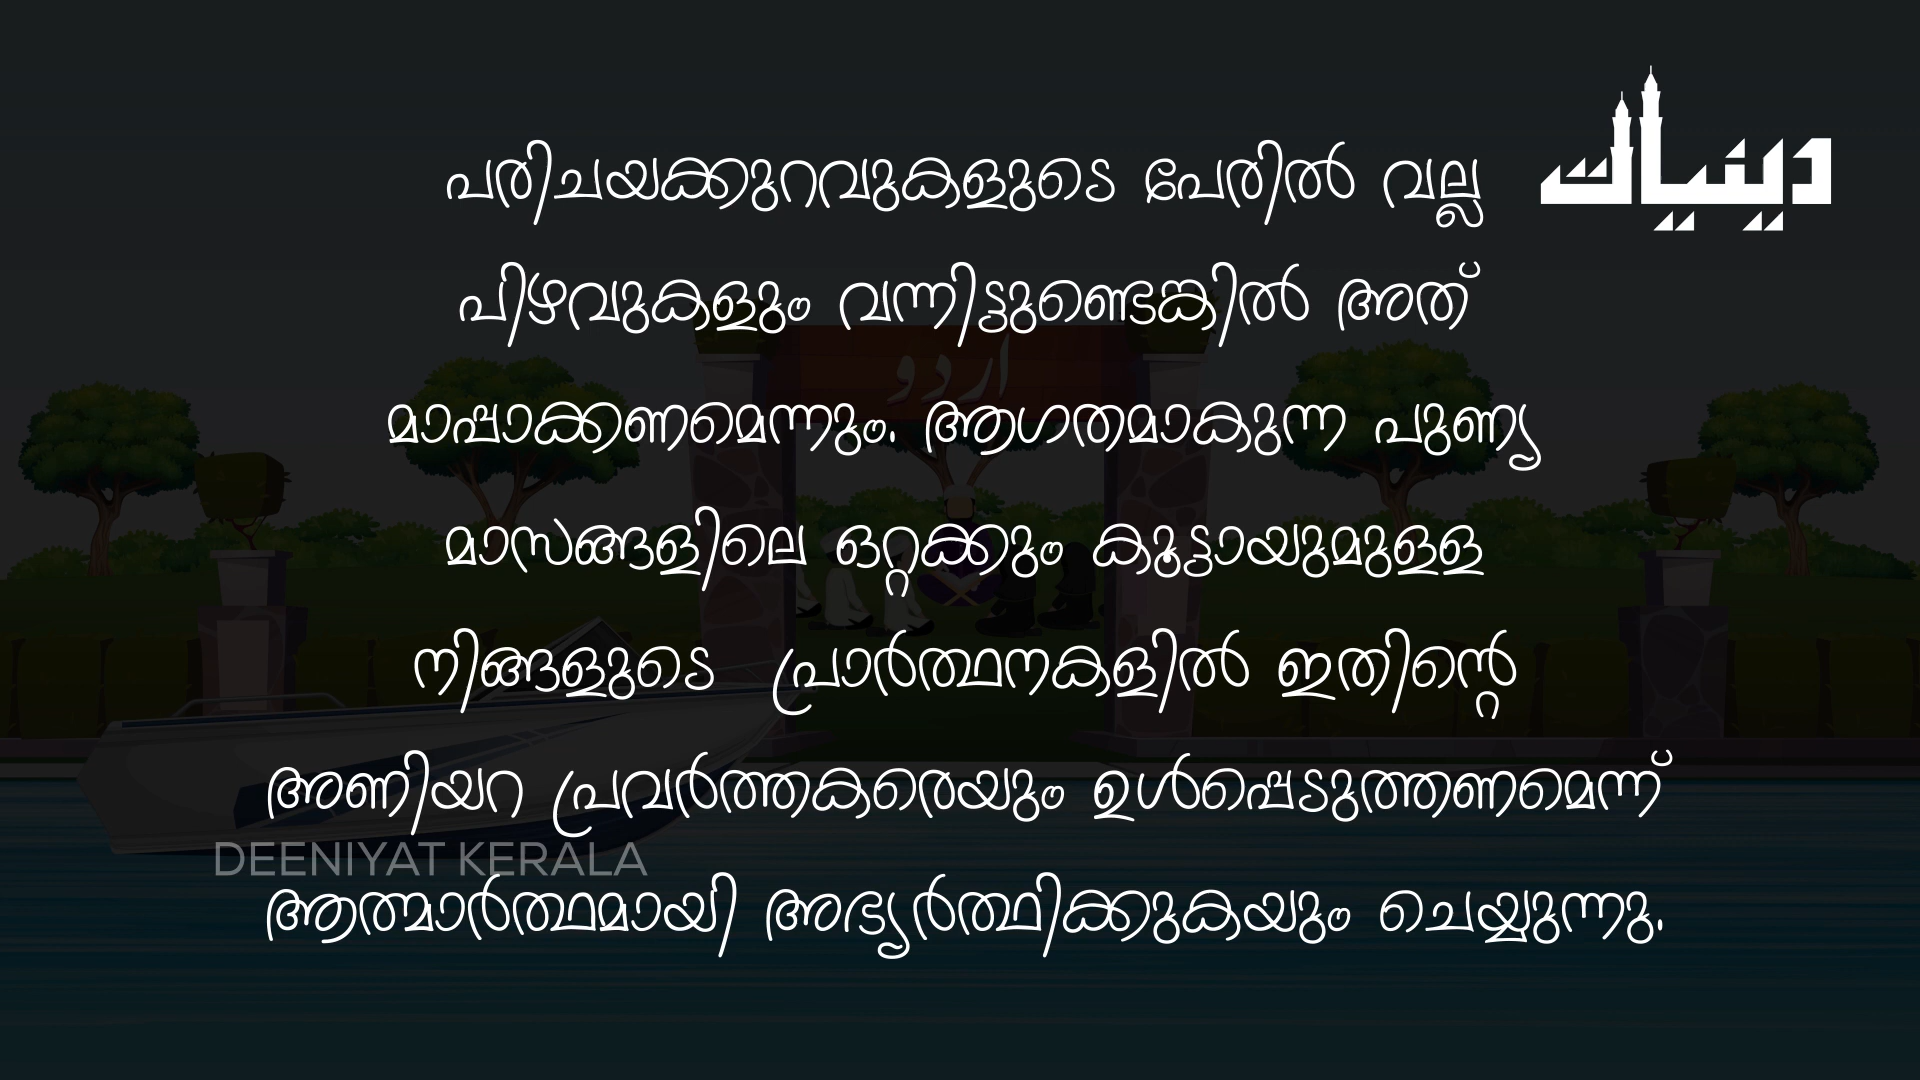 دينيات
പരിചയക്കുറവുകളുടെ പേരിൽ വല്ല
പിഴവുകളും വന്നിട്ടുണ്ടെങ്കിൽ അത്
മാപ്പാക്കണമെന്നും. ആഗതമാകുന്ന പുണ്യ
മാസങ്ങളിലെ ഒറ്റക്കും കൂട്ടായുമുള്ള
നിങ്ങളുടെ പ്രാർത്ഥനകളിൽ ഇതിന്റെ
അണിയറ പ്രവർത്തകരെയും ഉൾപ്പെടുത്തണമെന്ന്
ആത്മാർത്ഥമായി അഭ്യർത്ഥിക്കുകയും ചെയ്യുന്നു.
اردو
DEENIYAT KERALA